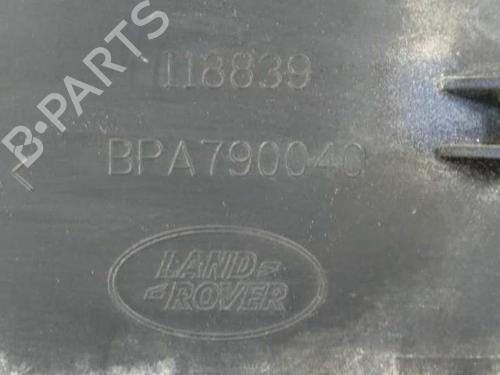 118839
BPA790040
LAND
ROVER
B-PARTS